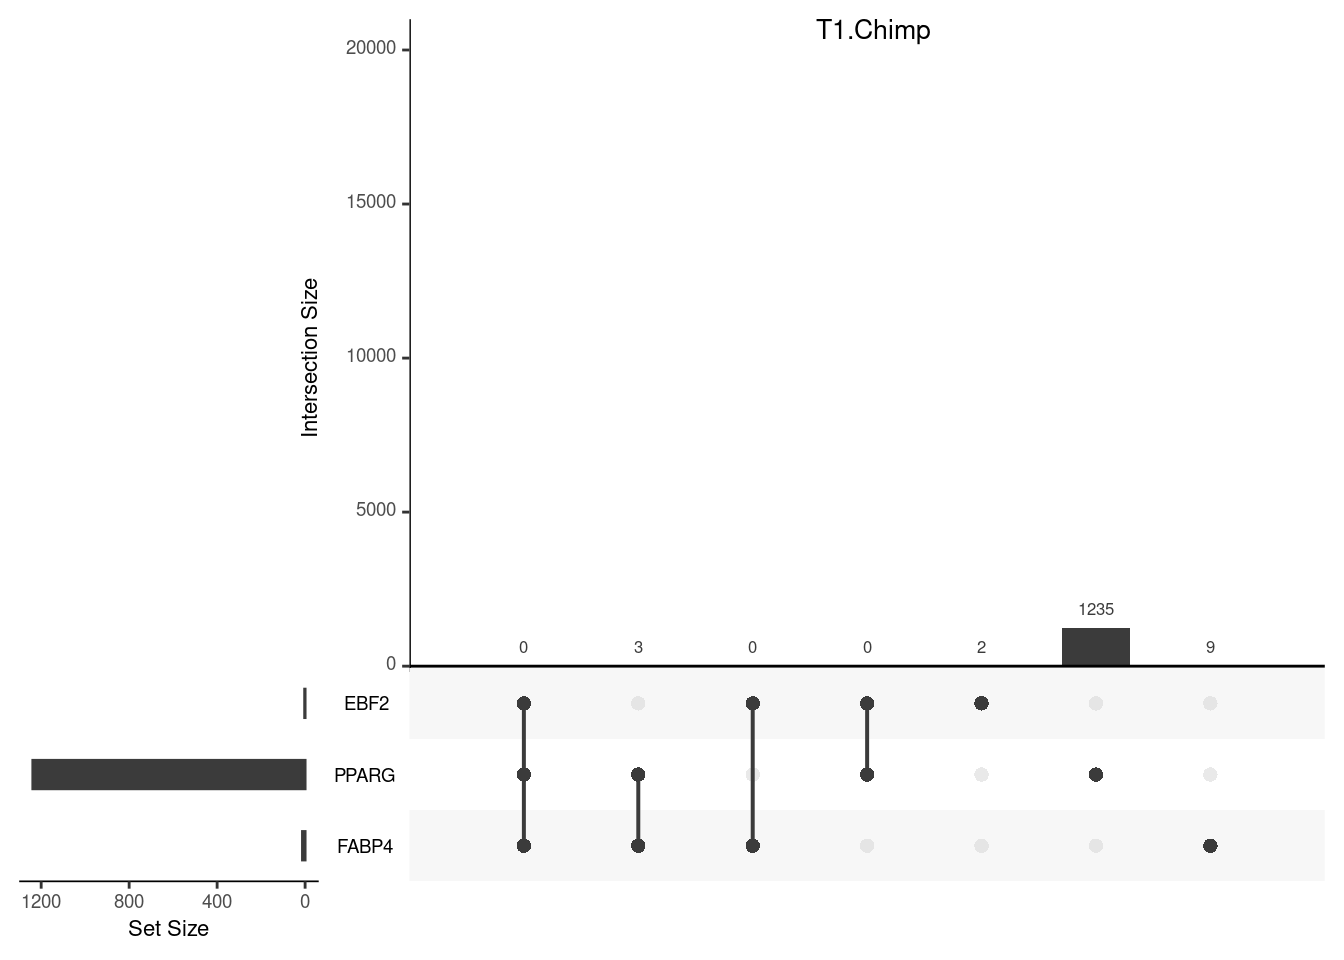 T1.Chimp
20000
15000
10000
5000
0
Intersection Size
0 3 0 0 2 1235 9
EBF2
PPARG
FABP4
1200 800 400 0
Set Size